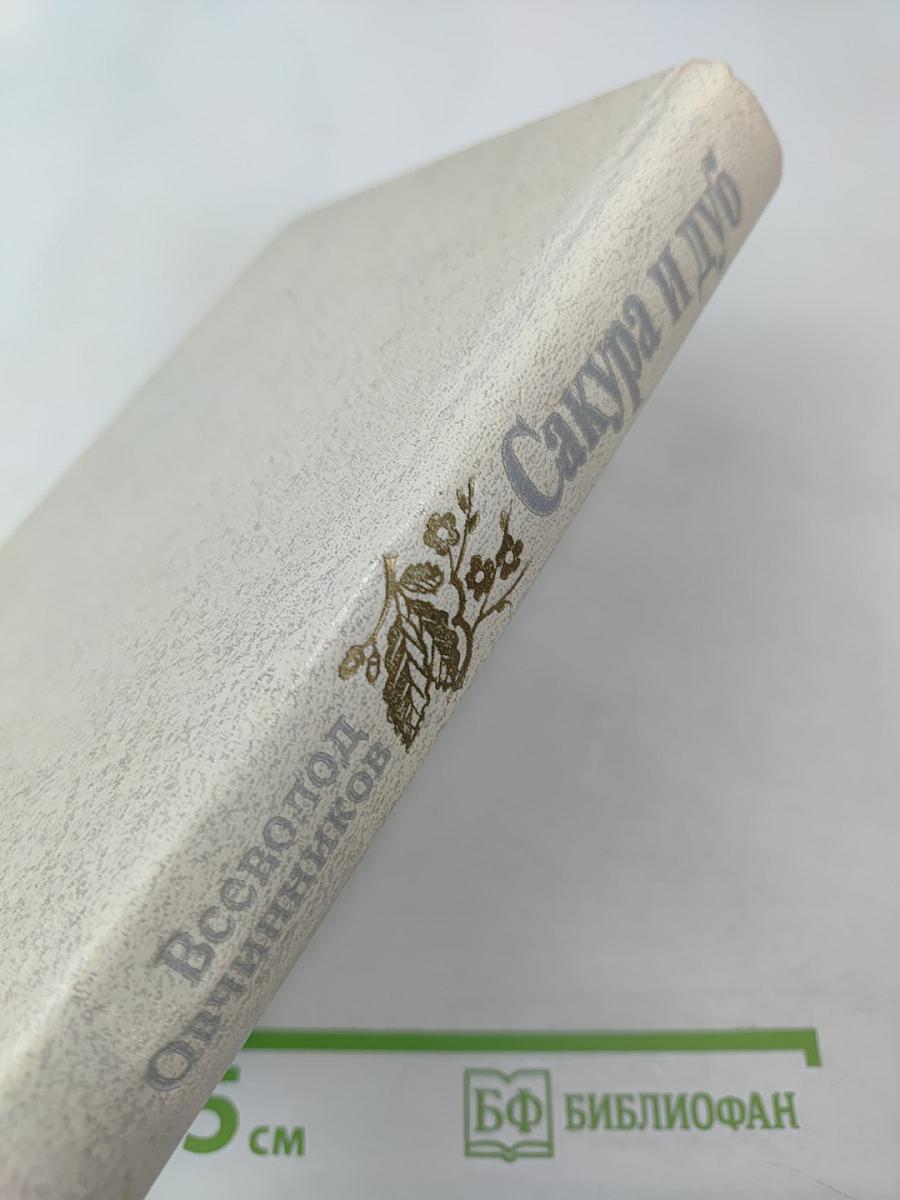 Сакура и дуб
Всеволод
Овчинников
5 см
БФ БИБЛИОФАН